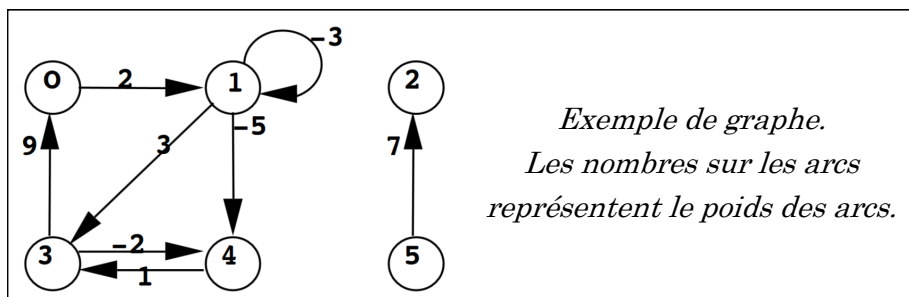 -3
0 2 1 2
-5
9 3 7
3 -2 4 5
1
Exemple de graphe.
Les nombres sur les arcs
représentent le poids des arcs.